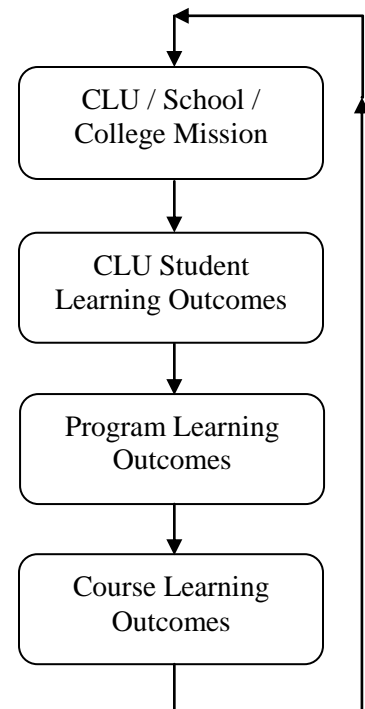 CLU / School /
College Mission
CLU Student
Learning Outcomes
Program Learning
Outcomes
Course Learning
Outcomes